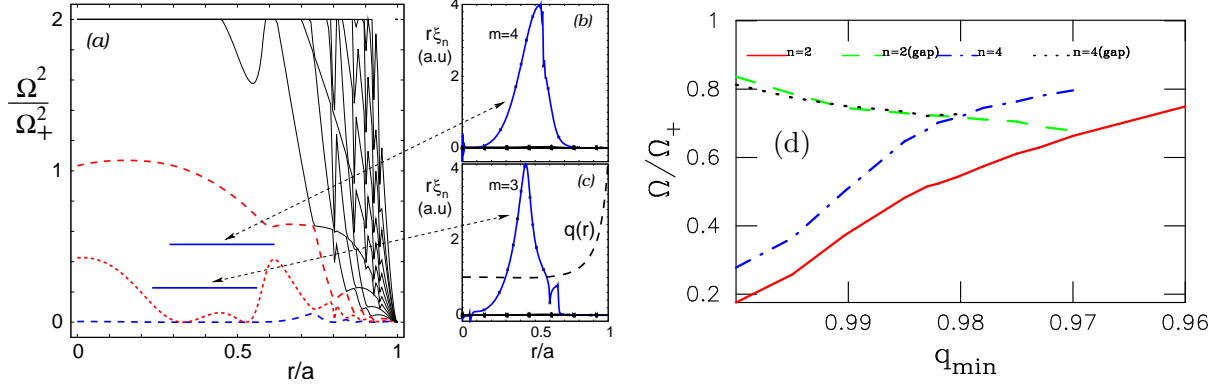 (a)
Ω²
Ω₊²
2
1
0
0
0.5
1
r/a
(b)
rξₙ
(a.u)
m=4
4
2
0
(c)
rξₙ
(a.u)
m=3
4
2
0
q(r)
0
0.5
1
r/a
n=2
n=2(gap)
n=4
n=4(gap)
(d)
Ω/Ω₊
1
0.8
0.6
0.4
0.2
0.99
0.98
0.97
0.96
q_min